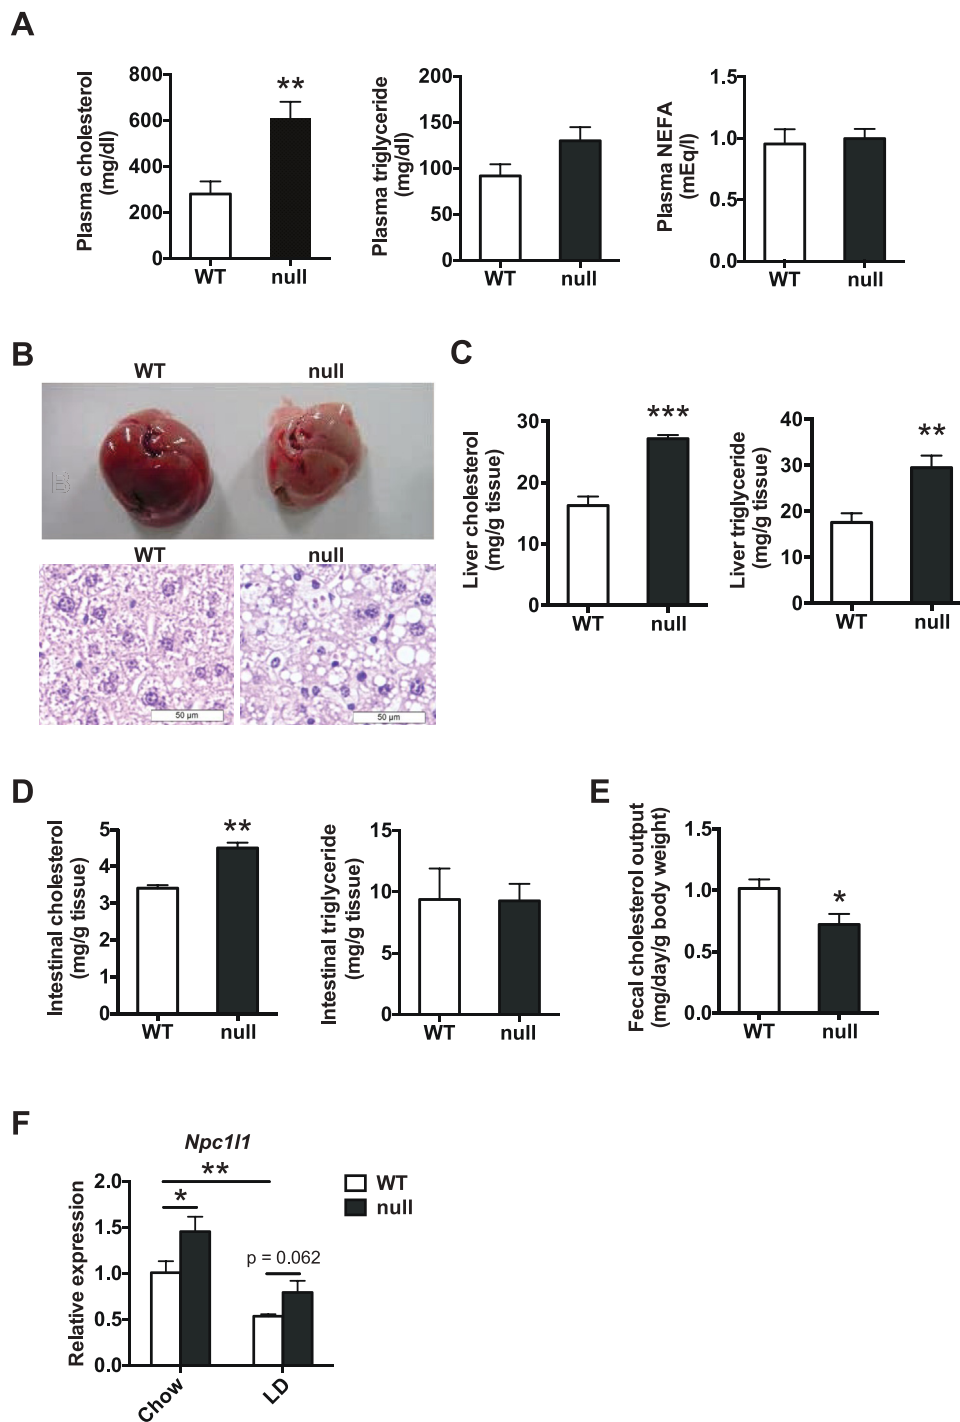 A
Plasma cholesterol
(mg/dl)
800
600
400
200
0
**
WT
null
Plasma triglyceride
(mg/dl)
200
150
100
50
0
WT
null
Plasma NEFA
(mEq/l)
1.5
1.0
0.5
0.0
WT
null
B
WT
null
B
WT
null
50 µm
50 µm
C
Liver cholesterol
(mg/g tissue)
30
20
10
0
***
WT
null
Liver triglyceride
(mg/g tissue)
40
30
20
10
0
**
WT
null
D
Intestinal cholesterol
(mg/g tissue)
5
4
3
2
1
0
**
WT
null
Intestinal triglyceride
(mg/g tissue)
15
10
5
0
WT
null
E
Fecal cholesterol output
(mg/day/g body weight)
1.5
1.0
0.5
0.0
*
WT
null
F
Npc1l1
Relative expression
2.0
1.5
1.0
0.5
0.0
**
*
p = 0.062
Chow
LD
WT
null